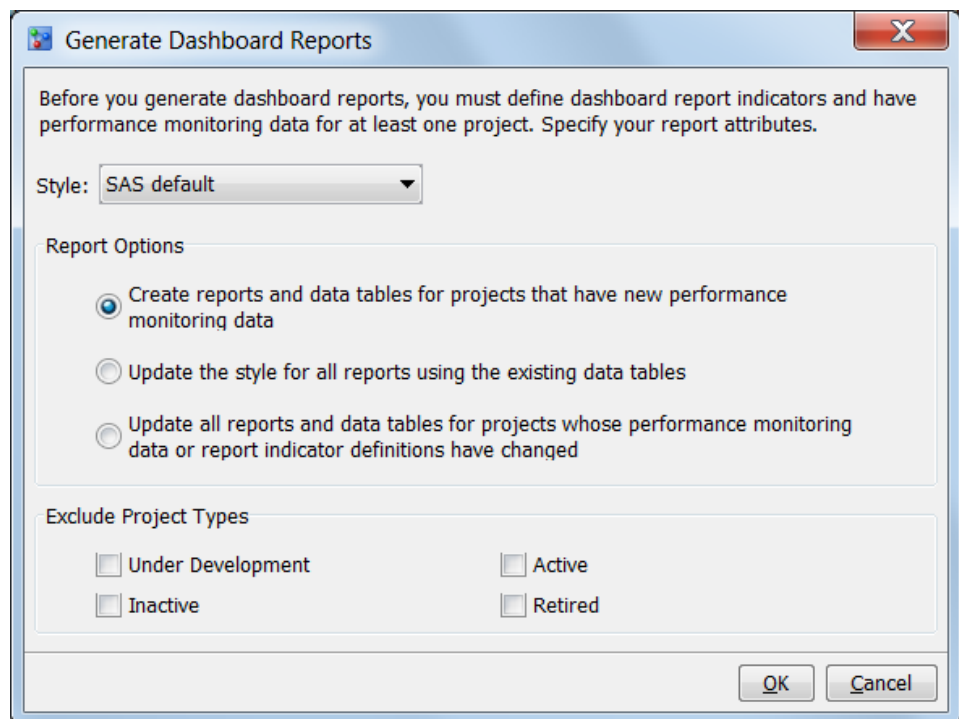 Generate Dashboard Reports
X
Before you generate dashboard reports, you must define dashboard report indicators and have
performance monitoring data for at least one project. Specify your report attributes.
Style: SAS default
Report Options
Create reports and data tables for projects that have new performance
monitoring data
Update the style for all reports using the existing data tables
Update all reports and data tables for projects whose performance monitoring
data or report indicator definitions have changed
Exclude Project Types
Under Development Active
Inactive Retired
OK Cancel